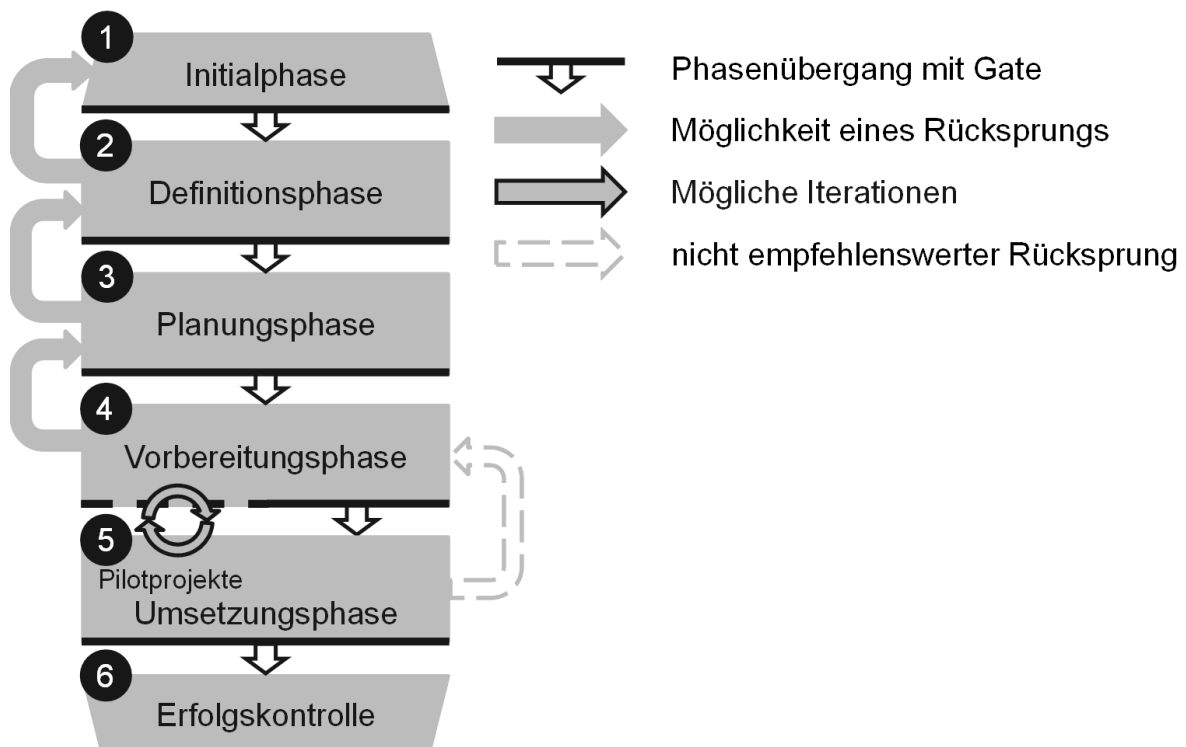 1
Initialphase
2
Definitionsphase
3
Planungsphase
4
Vorbereitungsphase
5
Pilotprojekte
Umsetzungsphase
6
Erfolgskontrolle
Phasenübergang mit Gate
Möglichkeit eines Rücksprungs
Mögliche Iterationen
nicht empfehlenswerter Rücksprung